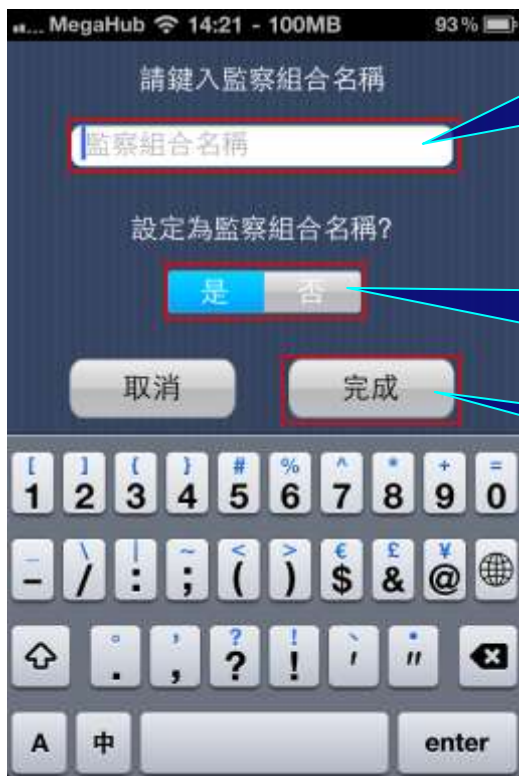 ... MegaHub 14:21 - 100MB 93%
請鍵入監察組合名稱
監察組合名稱
設定為監察組合名稱?
是 否
取消 完成
[ ] { } # % ^ * + =
1 2 3 4 5 6 7 8 9 0
_ \ | ~ < > € £ ¥
- / : ; ( ) $ & @
° , ? ! ` •
. , ? ! ' "
A 中 enter